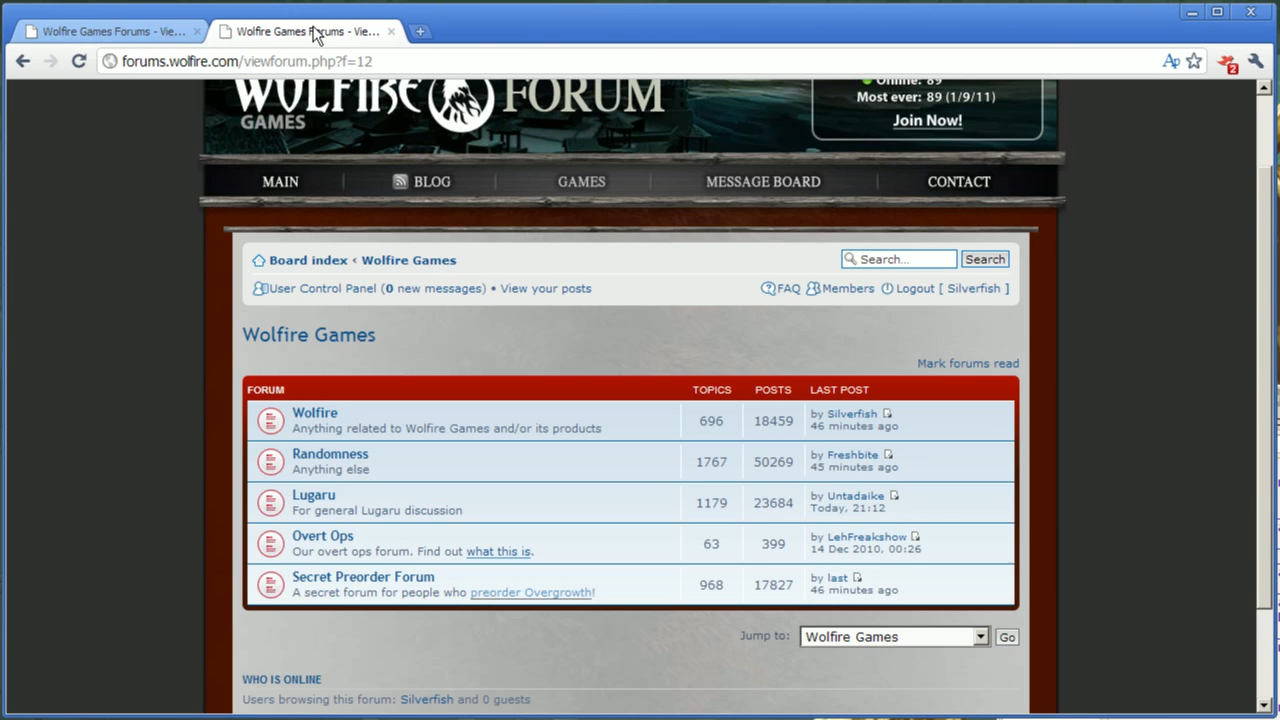 Wolfire Games Forums - Vie...
Wolfire Games Forums - Vie...
forums.wolfire.com/viewforum.php?f=12
2
WOLFIRE
GAMES
FORUM
Online: 89
Most ever: 89 (1/9/11)
Join Now!
MAIN
BLOG
GAMES
MESSAGE BOARD
CONTACT
Board index ‹ Wolfire Games
Search...
Search
User Control Panel (0 new messages) • View your posts
FAQ
Members
Logout [ Silverfish ]
Wolfire Games
Mark forums read
FORUM TOPICS POSTS LAST POST
Wolfire
Anything related to Wolfire Games and/or its products
696
18459
by Silverfish
46 minutes ago
Randomness
Anything else
1767
50269
by Freshbite
45 minutes ago
Lugaru
For general Lugaru discussion
1179
23684
by Untadaike
Today, 21:12
Overt Ops
Our overt ops forum. Find out what this is.
63
399
by LehFreakshow
14 Dec 2010, 00:26
Secret Preorder Forum
A secret forum for people who preorder Overgrowth!
968
17827
by last
46 minutes ago
Jump to:
Wolfire Games
Go
WHO IS ONLINE
Users browsing this forum: Silverfish and 0 guests